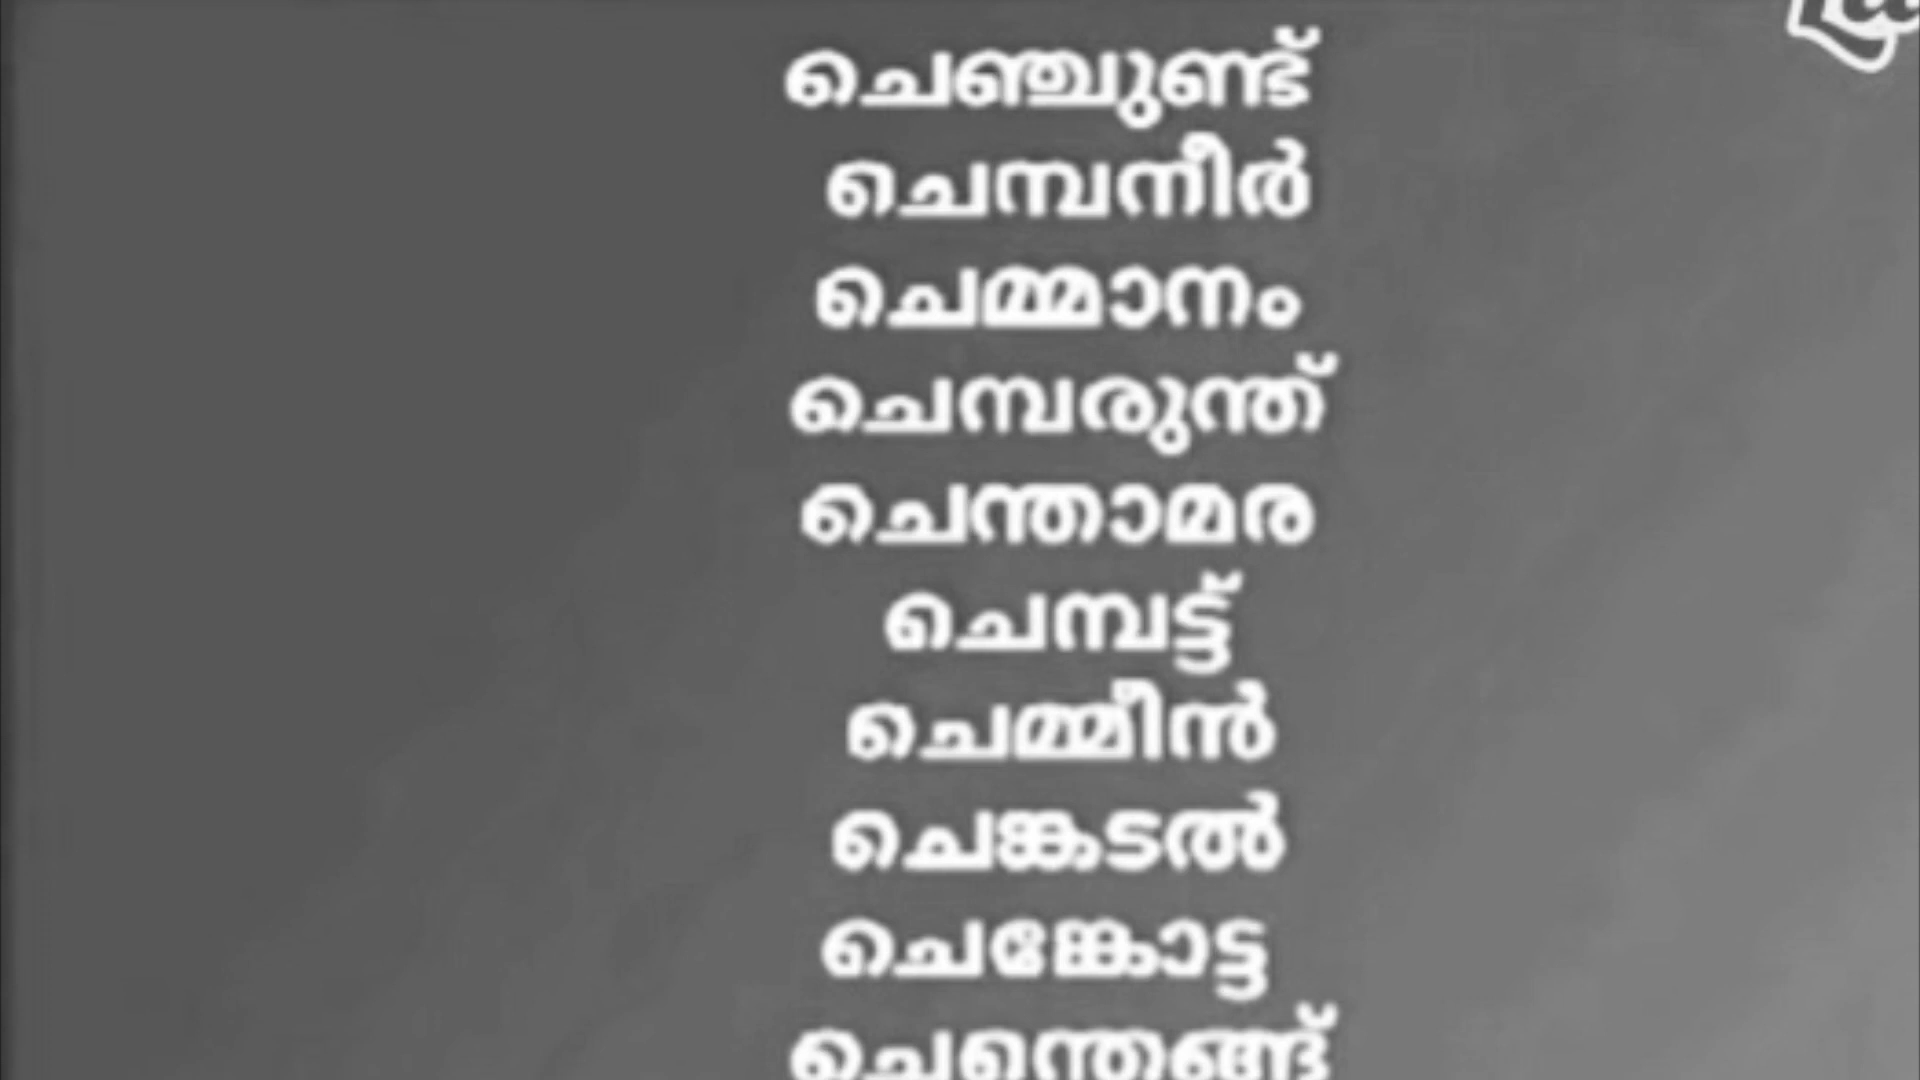 ചെഞ്ചുണ്ട്
ചെമ്പനീർ
ചെമ്മാനം
ചെമ്പരുന്ത്
ചെന്താമര
ചെമ്പട്ട്
ചെമ്മീൻ
ചെങ്കടൽ
ചെങ്കോട്ട
ചെന്തെങ്ങ്